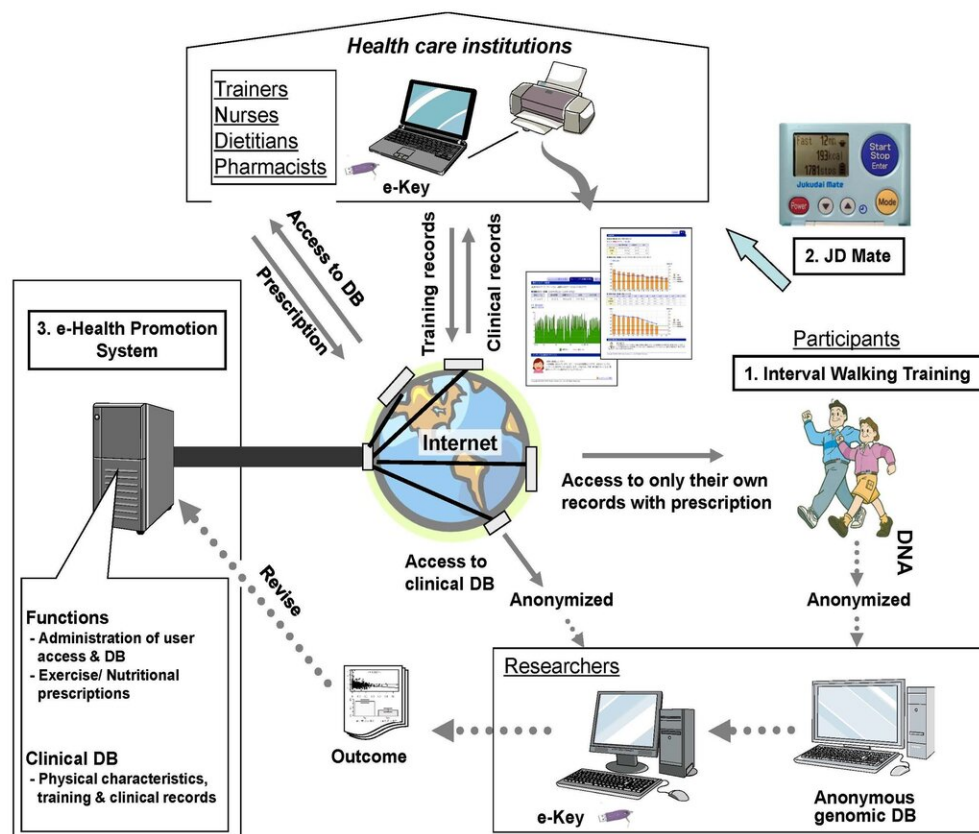 Health care institutions
Trainers
Nurses
Dietitians
Pharmacists
e-Key
Fast 12
193kcal
1781
Start
Stop
Enter
Jukudai Mate
Power
Mode
2. JD Mate
Access to DB
Prescription
Training records
Clinical records
3. e-Health Promotion
System
Participants
1. Interval Walking Training
Internet
Access to only their own
records with prescription
DNA
Access to
clinical DB
Anonymized
Anonymized
Revise
Functions
- Administration of user
access & DB
- Exercise/ Nutritional
prescriptions
Clinical DB
- Physical characteristics,
training & clinical records
Outcome
Researchers
e-Key
Anonymous
genomic DB